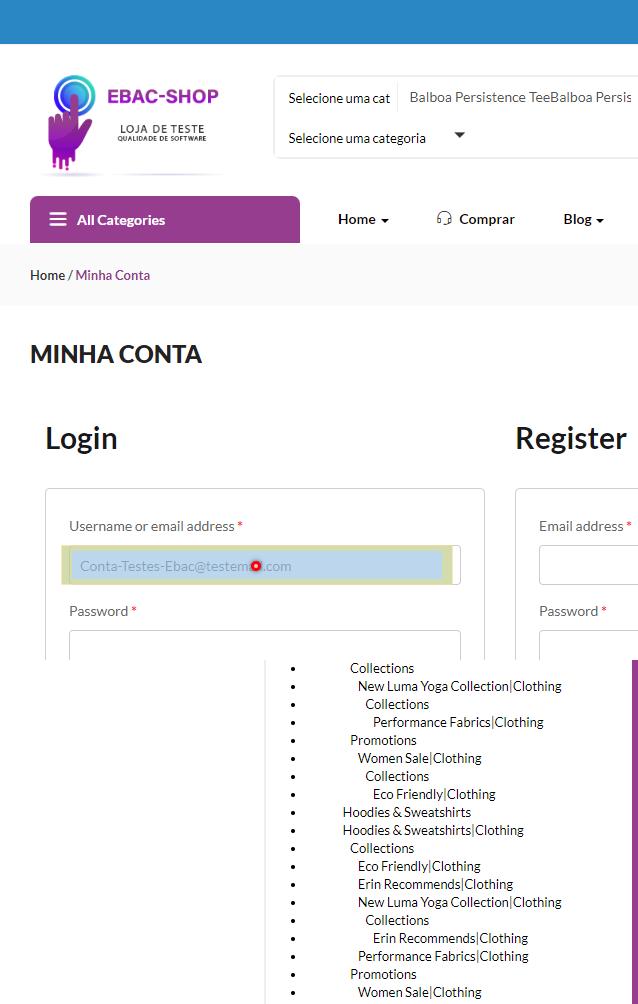 EBAC-SHOP
LOJA DE TESTE
QUALIDADE DE SOFTWARE
Selecione uma cat
Balboa Persistence TeeBalboa Persis
Selecione uma categoria
All Categories
Home
Comprar
Blog
Home / Minha Conta
MINHA CONTA
Login
Username or email address *
Conta-Testes-Ebac@testem .com
Password *
Register
Email address *
Password *
Collections
New Luma Yoga Collection|Clothing
Collections
Performance Fabrics|Clothing
Promotions
Women Sale|Clothing
Collections
Eco Friendly|Clothing
Hoodies & Sweatshirts
Hoodies & Sweatshirts|Clothing
Collections
Eco Friendly|Clothing
Erin Recommends|Clothing
New Luma Yoga Collection|Clothing
Collections
Erin Recommends|Clothing
Performance Fabrics|Clothing
Promotions
Women Sale|Clothing